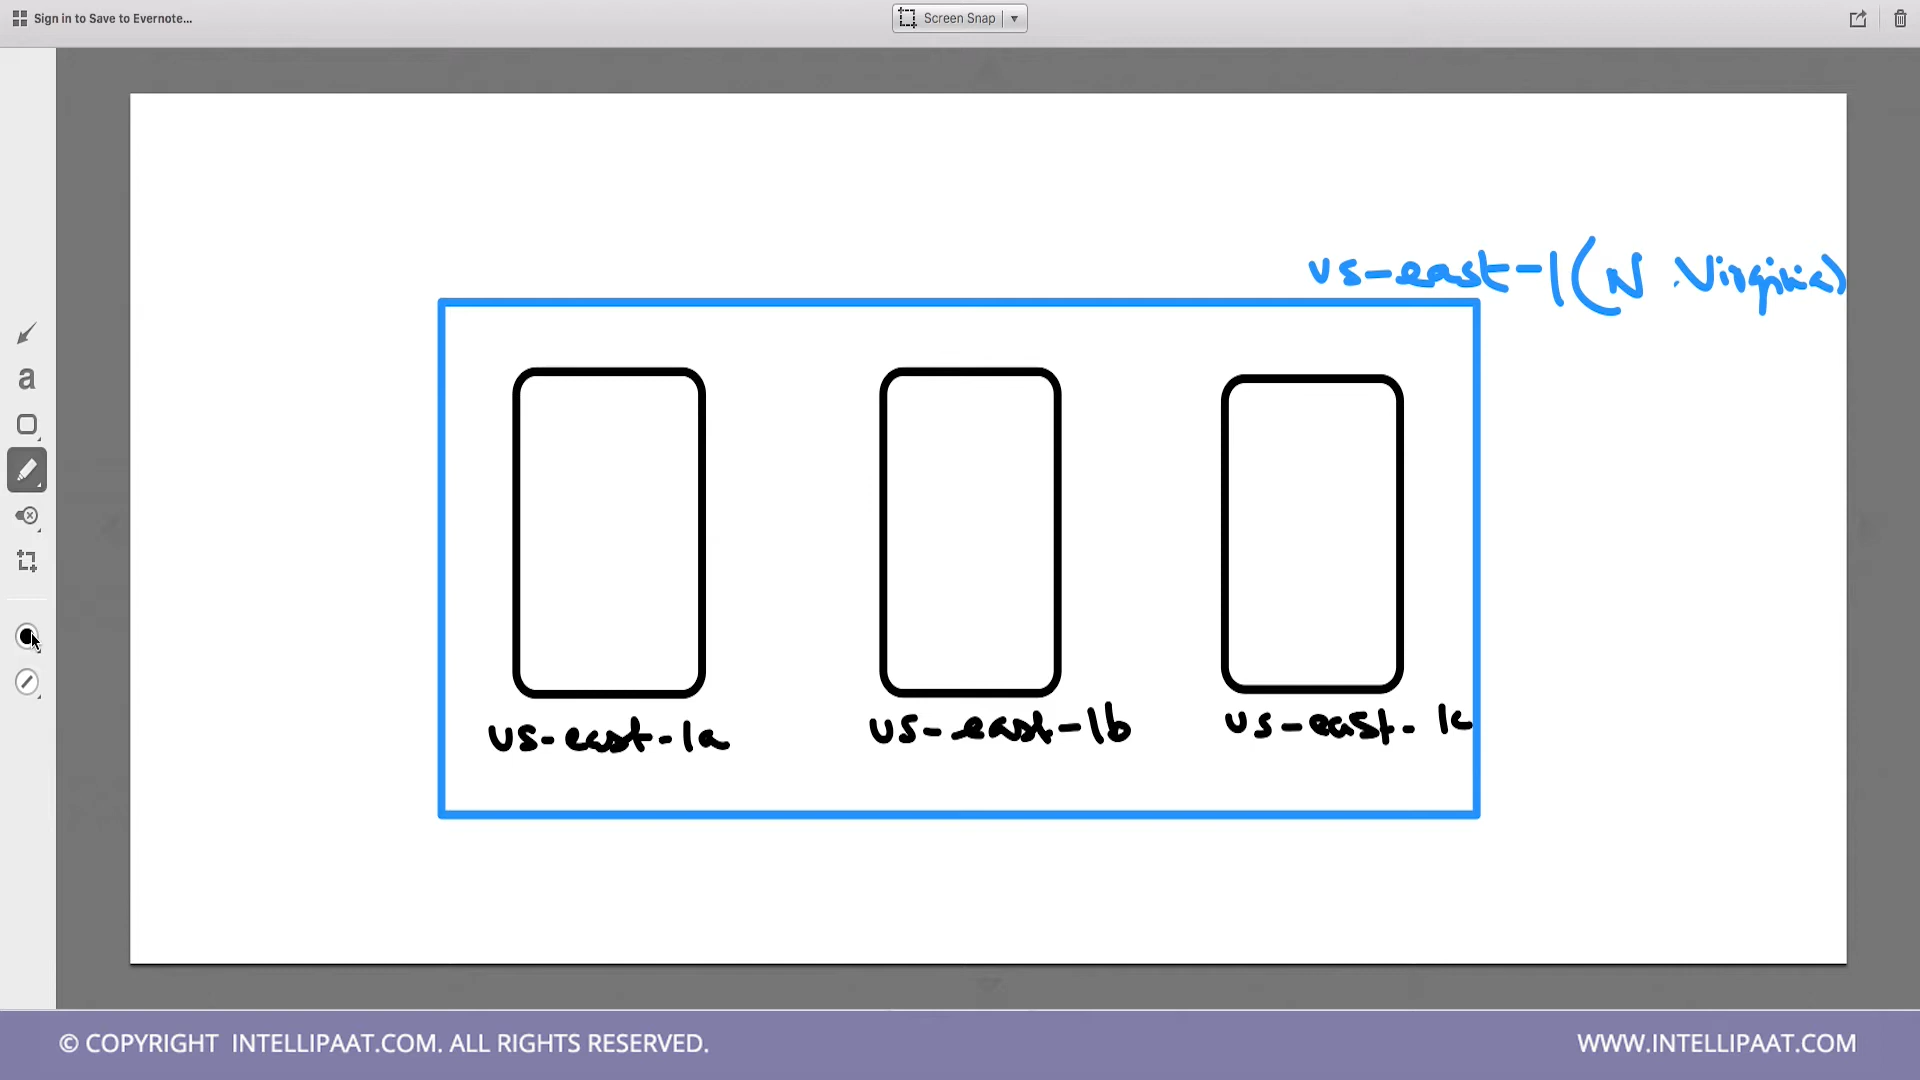 Sign in to Save to Evernote...
Screen Snap
us-east-1 (N.Virginia)
a
us-east-1a
us-east-1b
us-east-1c
© COPYRIGHT INTELLIPAAT.COM. ALL RIGHTS RESERVED.
WWW.INTELLIPAAT.COM